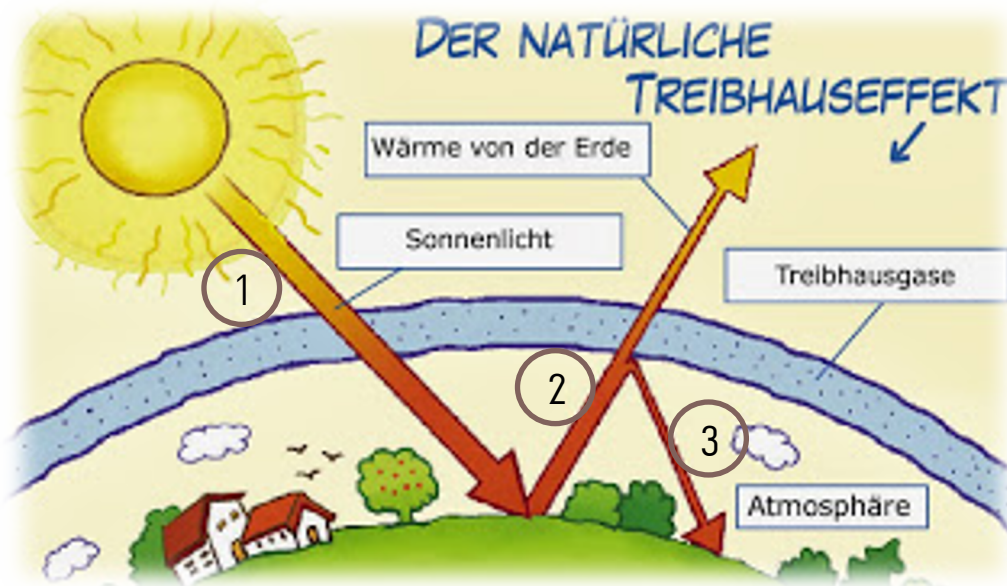 DER NATÜRLICHE
TREIBHAUSEFFEKT
Wärme von der Erde
Sonnenlicht
1
Treibhausgase
2
3
Atmosphäre